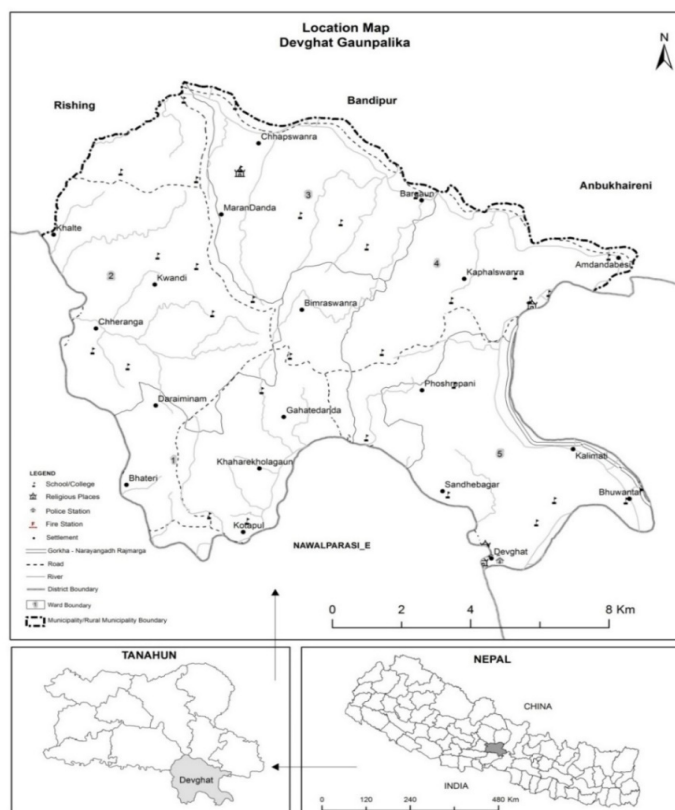 Location Map
Devghat Gaunpalika
N
Rishing
Bandipur
Chhapswanra
Anbukhaireni
3
MaranDanda
Bargaun
Khalte
4
Amdandabesi
2
Kwandi
Kaphalswanra
Bimraswanra
Chheranga
Phoshrepani
Daraiminam
Gahatedanda
1
5
Kalimati
Khaharekholagaun
Bhateri
Sandhebagar
Bhuwantar
Kotapul
NAWALPARASI_E
Devghat
LEGEND
School/College
Religious Places
Police Station
Fire Station
Settlement
Gorkha - Narayangadh Rajmarga
Road
River
District Boundary
Ward Boundary
Municipality/Rural Municipality Boundary
0 2 4 8 Km
TANAHUN
Devghat
NEPAL
CHINA
INDIA
0 120 240 360 480 Km